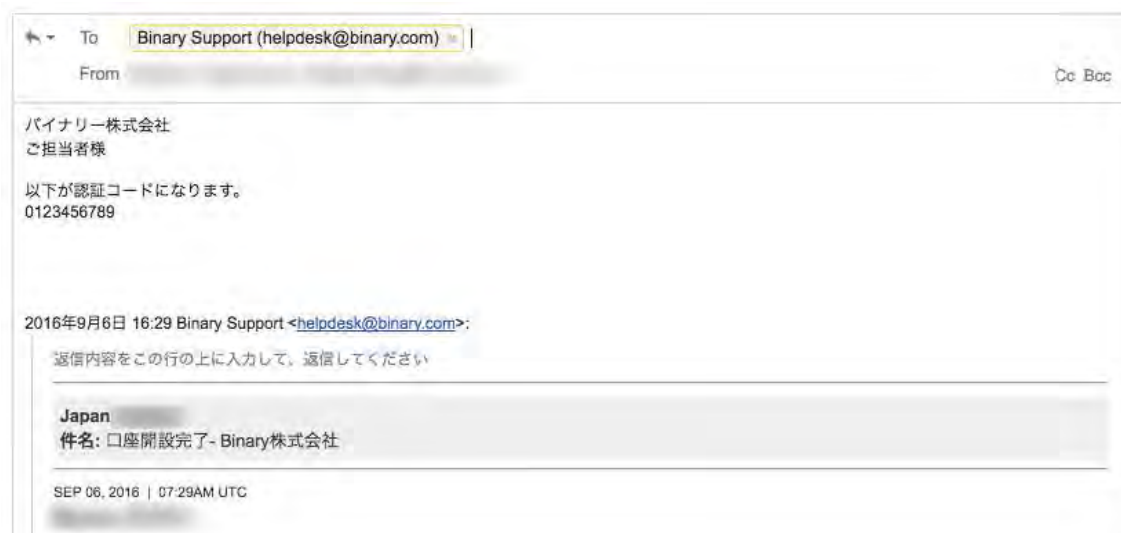 To Binary Support (helpdesk@binary.com)
From
Cc Bcc
バイナリー株式会社
ご担当者様
以下が認証コードになります。
0123456789
2016年9月6日 16:29 Binary Support <helpdesk@binary.com>:
返信内容をこの行の上に入力して、返信してください
Japan
件名: 口座開設完了- Binary株式会社
SEP 06, 2016 | 07:29AM UTC